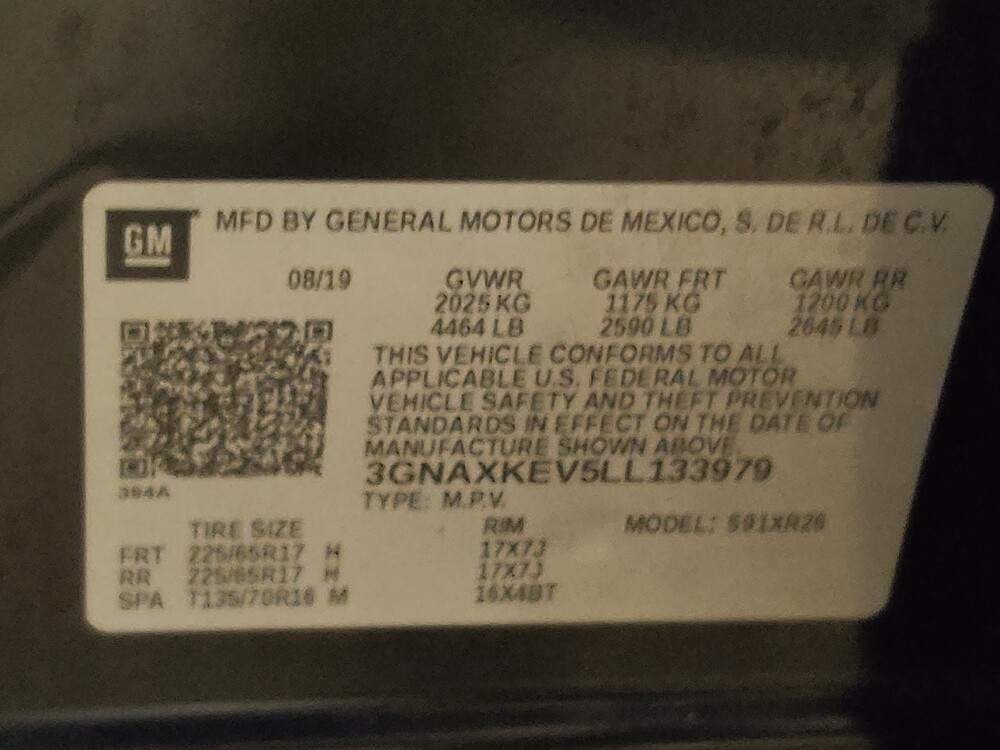 GM MFD BY GENERAL MOTORS DE MEXICO, S. DE R.L. DE C.V.
08/19 GVWR GAWR FRT GAWR RR
2025 KG 1175 KG 1200 KG
4464 LB 2590 LB 2645 LB
THIS VEHICLE CONFORMS TO ALL
APPLICABLE U.S. FEDERAL MOTOR
VEHICLE SAFETY AND THEFT PREVENTION
STANDARDS IN EFFECT ON THE DATE OF
MANUFACTURE SHOWN ABOVE.
3GNAXKEV5LL133979
394A
TYPE: M.P.V.
TIRE SIZE RIM MODEL: S91XR26
FRT 225/65R17 H 17X7J
RR 225/65R17 H 17X7J
SPA T135/70R16 M 16X4BT